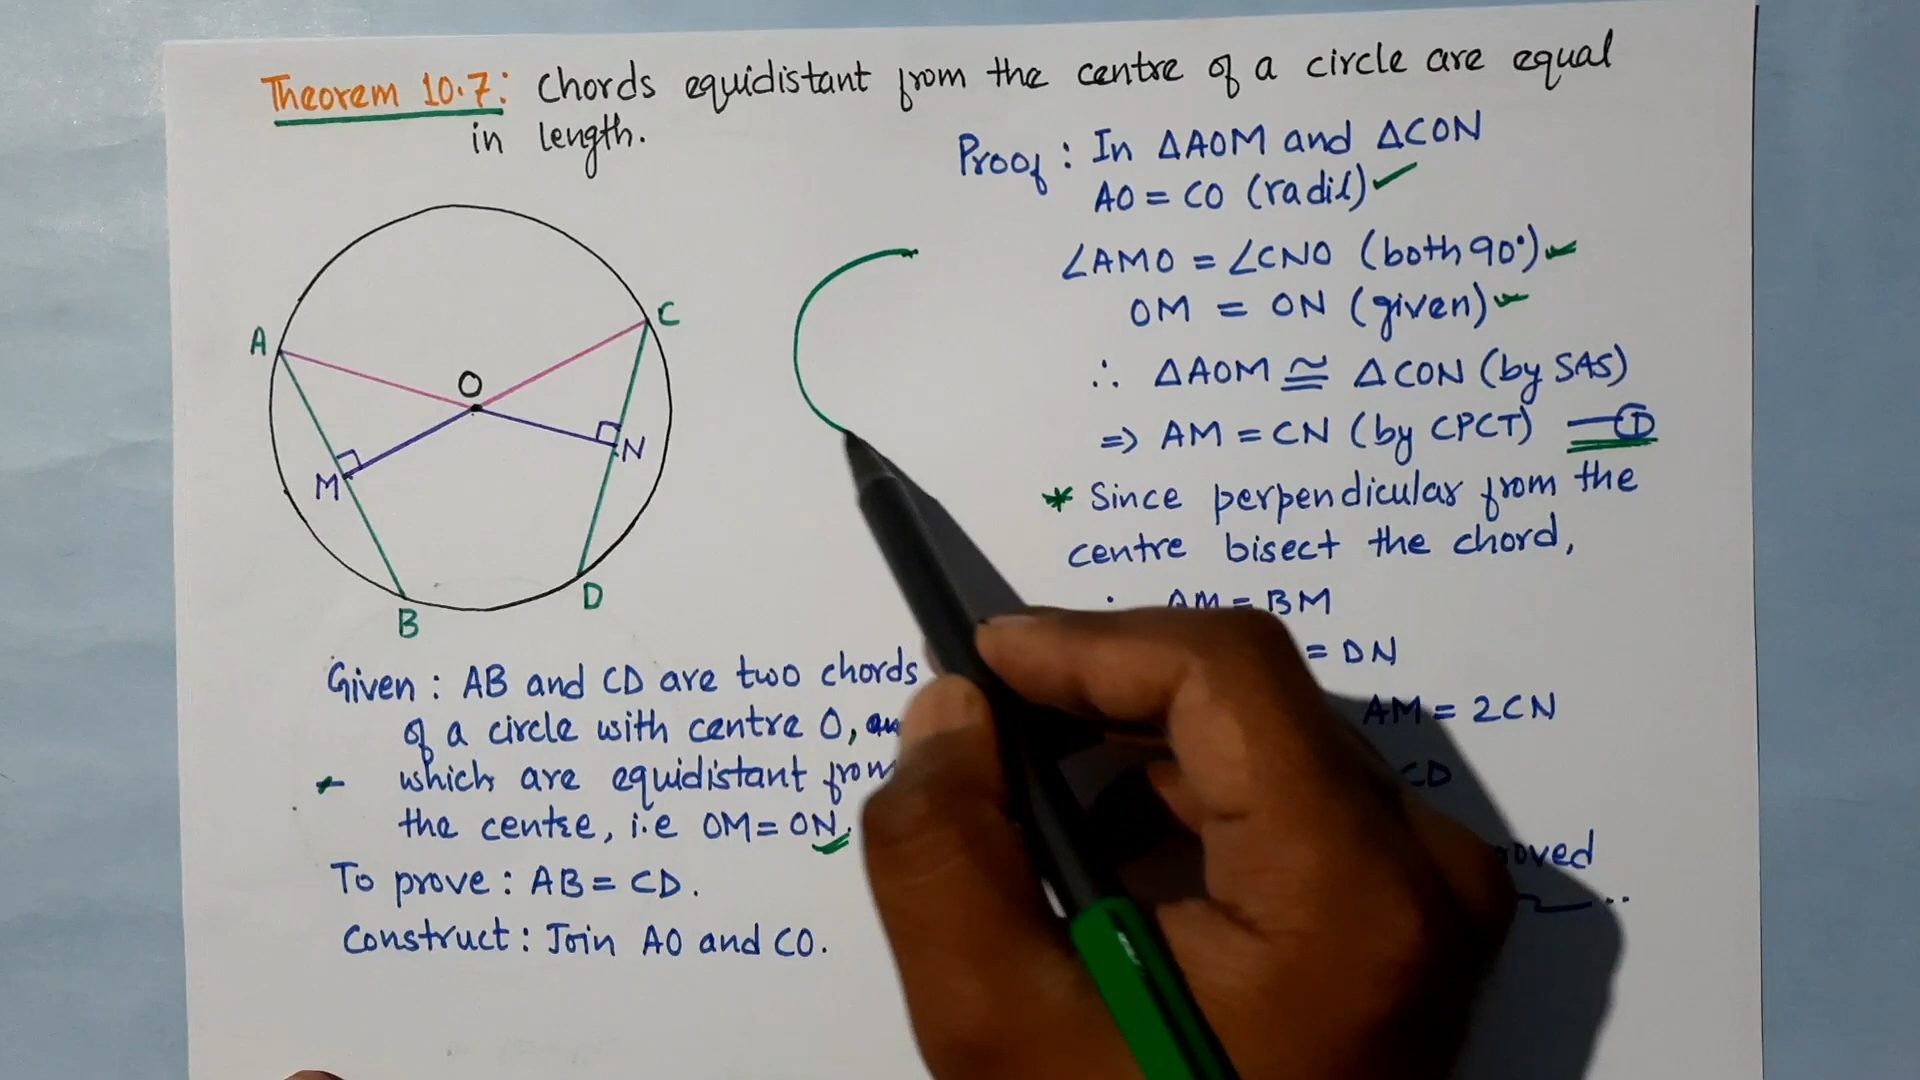 Theorem 10.7: Chords equidistant from the centre of a circle are equal
in length.
A
O
C
M
N
B
D
Given: AB and CD are two chords
of a circle with centre O,
which are equidistant from
the centre, i.e OM = ON.
To prove: AB = CD.
Construct: Join AO and CO.
Proof: In ΔAOM and ΔCON
AO = CO (radii) ✓
∠AMO = ∠CNO (both 90°) ✓
OM = ON (given) ✓
∴ ΔAOM ≅ ΔCON (by SAS)
⇒ AM = CN (by CPCT) —①
* Since perpendicular from the
centre bisect the chord,
AM = BM
= DN
AM = 2CN
CD